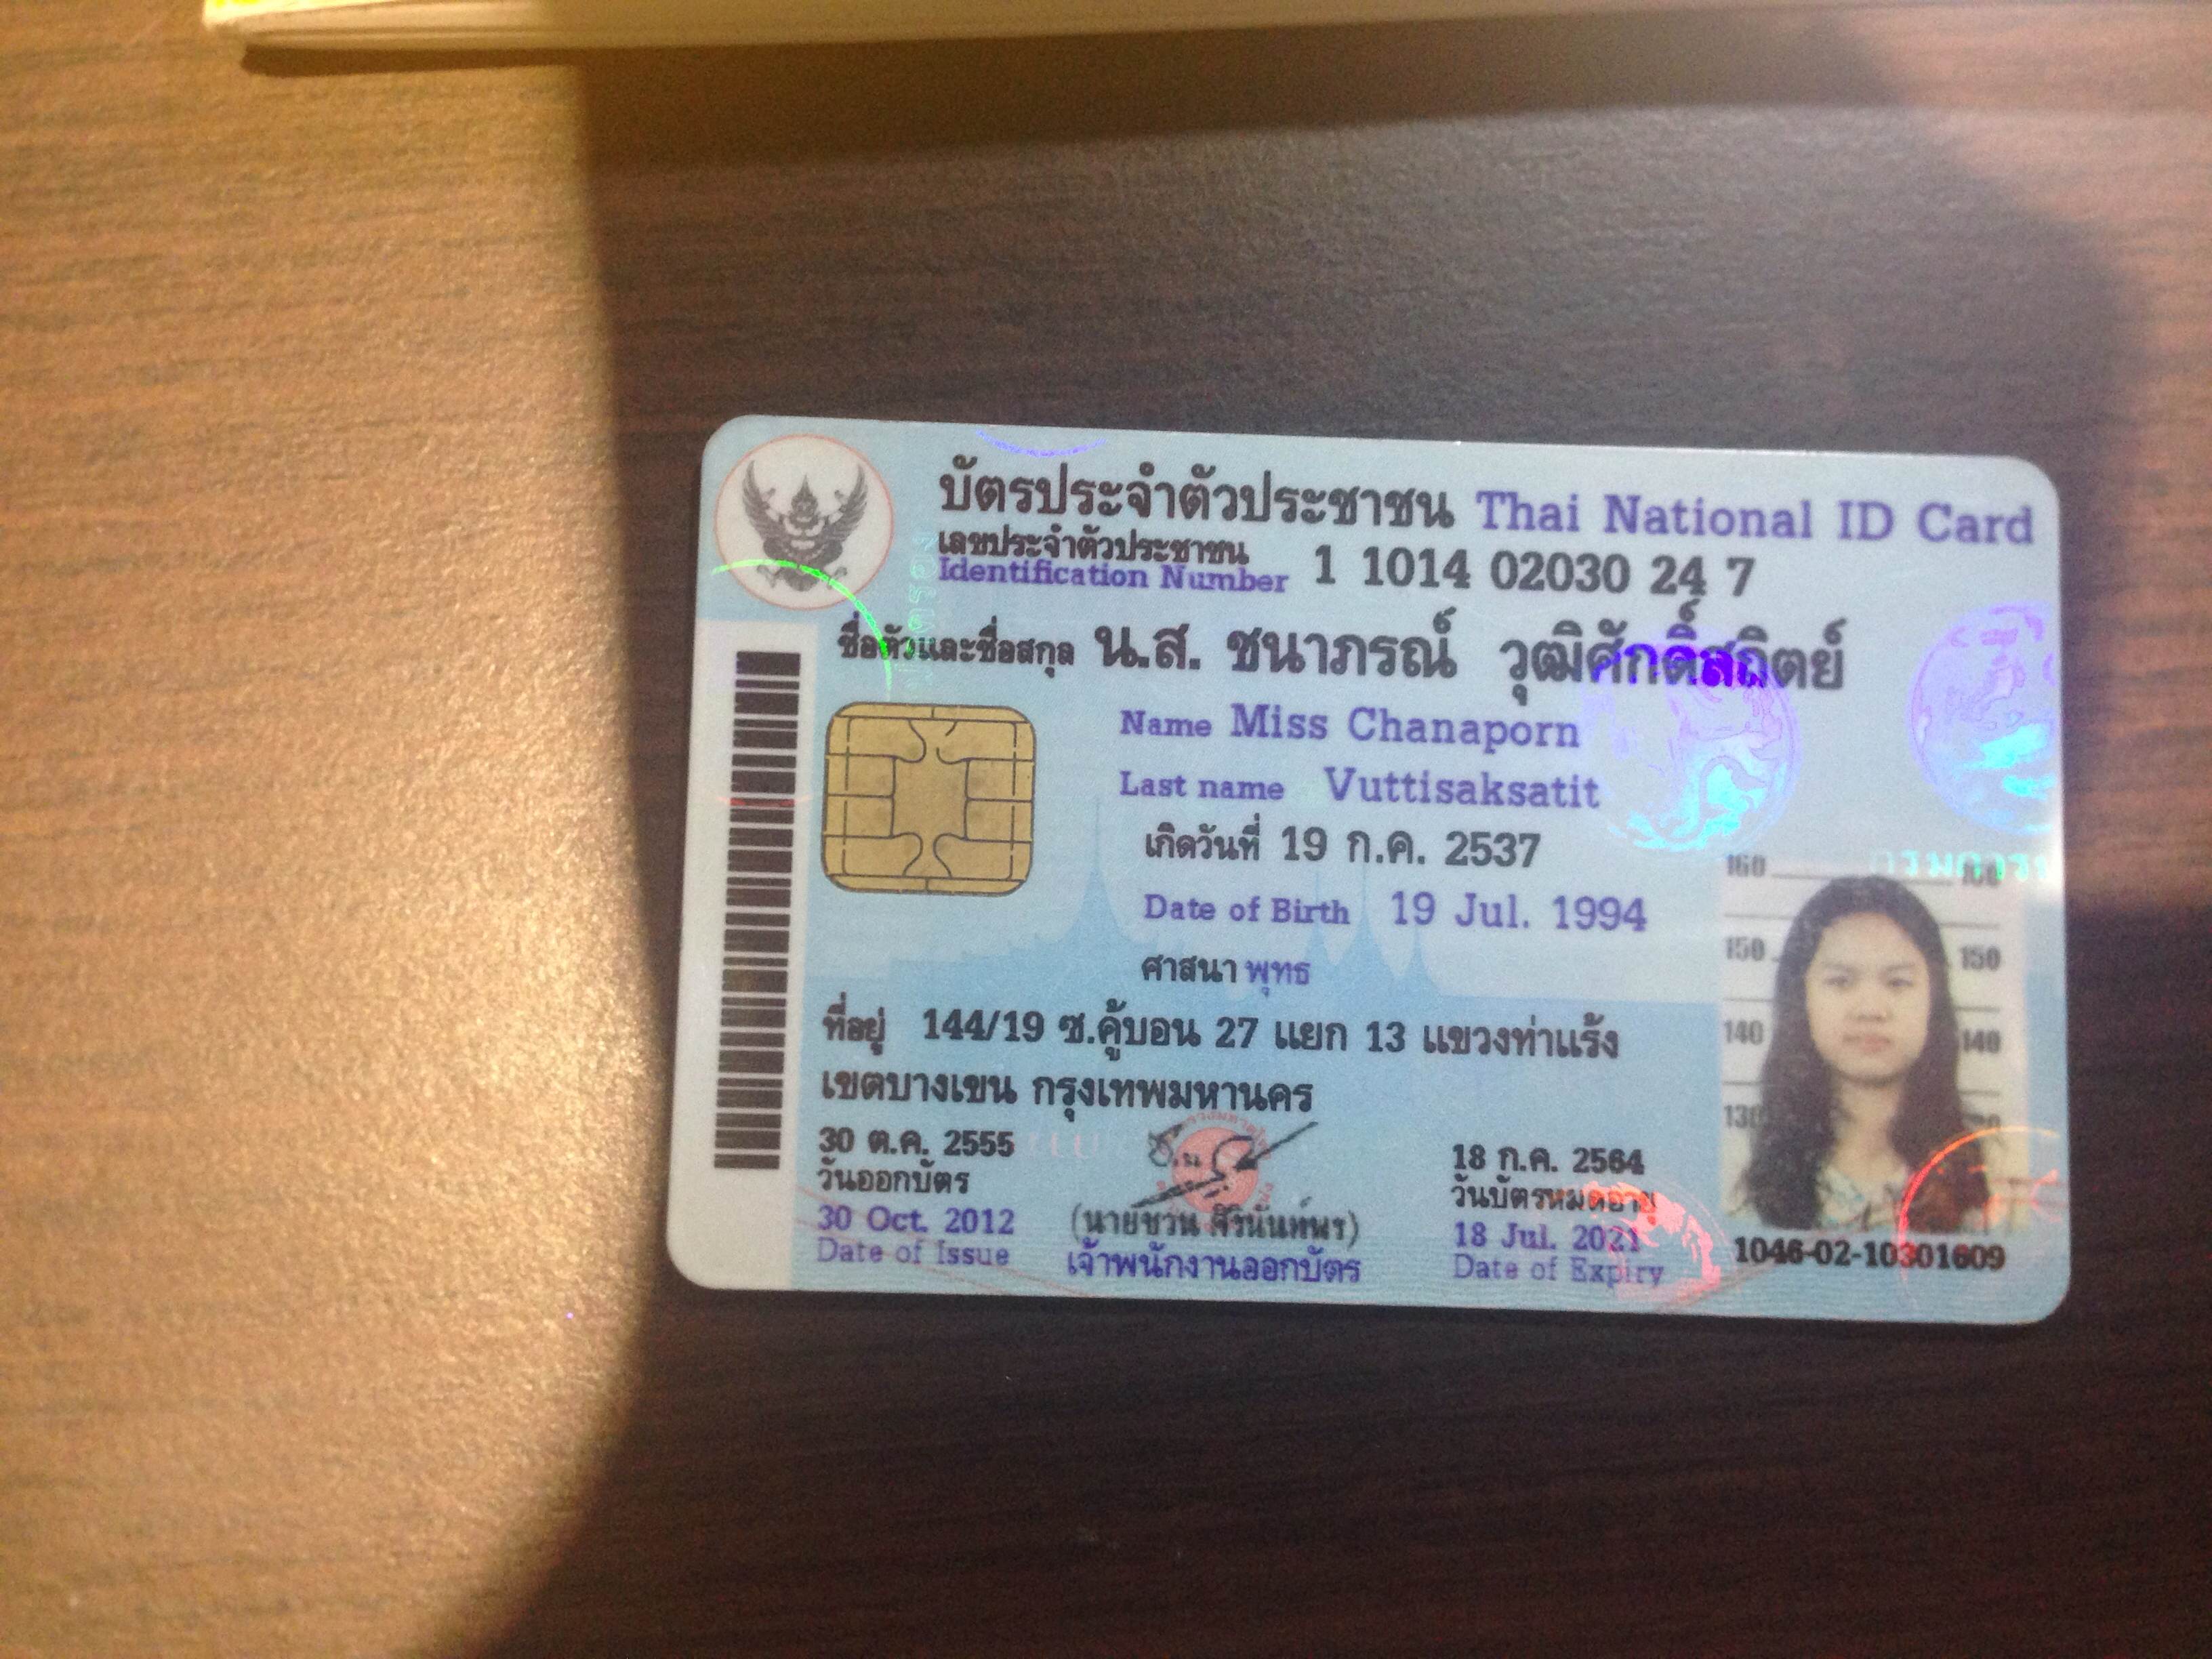 บัตรประจำตัวประชาชน Thai National ID Card
เลขประจำตัวประชาชน
Identification Number 1 1014 02030 24 7
ชื่อตัวและชื่อสกุล น.ส. ชนาภรณ์ วุฒิศักดิ์สถิตย์
Name Miss Chanaporn
Last name Vuttisaksatit
เกิดวันที่ 19 ก.ค. 2537
Date of Birth 19 Jul. 1994
ศาสนา พุทธ
ที่อยู่ 144/19 ซ.คู้บอน 27 แยก 13 แขวงท่าแร้ง
เขตบางเขน กรุงเทพมหานคร
30 ต.ค. 2555
วันออกบัตร
30 Oct. 2012
Date of Issue
(นายชวน
เจ้าพนักงานออกบัตร
18 ก.ค. 2564
วันบัตรหมดอายุ
18 Jul. 2021
Date of Expiry
160
150 150
140 140
130
1046-02-10301609